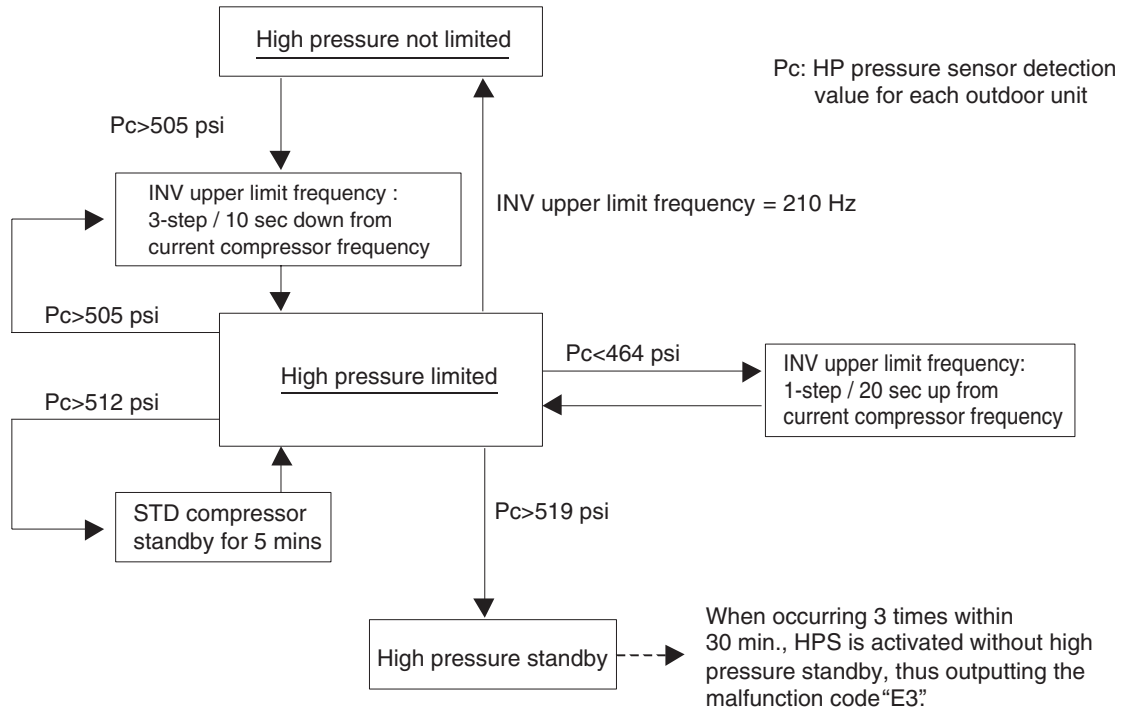 High pressure not limited
Pc: HP pressure sensor detection
value for each outdoor unit
Pc>505 psi
INV upper limit frequency :
3-step / 10 sec down from
current compressor frequency
INV upper limit frequency = 210 Hz
Pc>505 psi
High pressure limited
Pc<464 psi
INV upper limit frequency:
1-step / 20 sec up from
current compressor frequency
Pc>512 psi
STD compressor
standby for 5 mins
Pc>519 psi
High pressure standby
When occurring 3 times within
30 min., HPS is activated without high
pressure standby, thus outputting the
malfunction code “E3”.